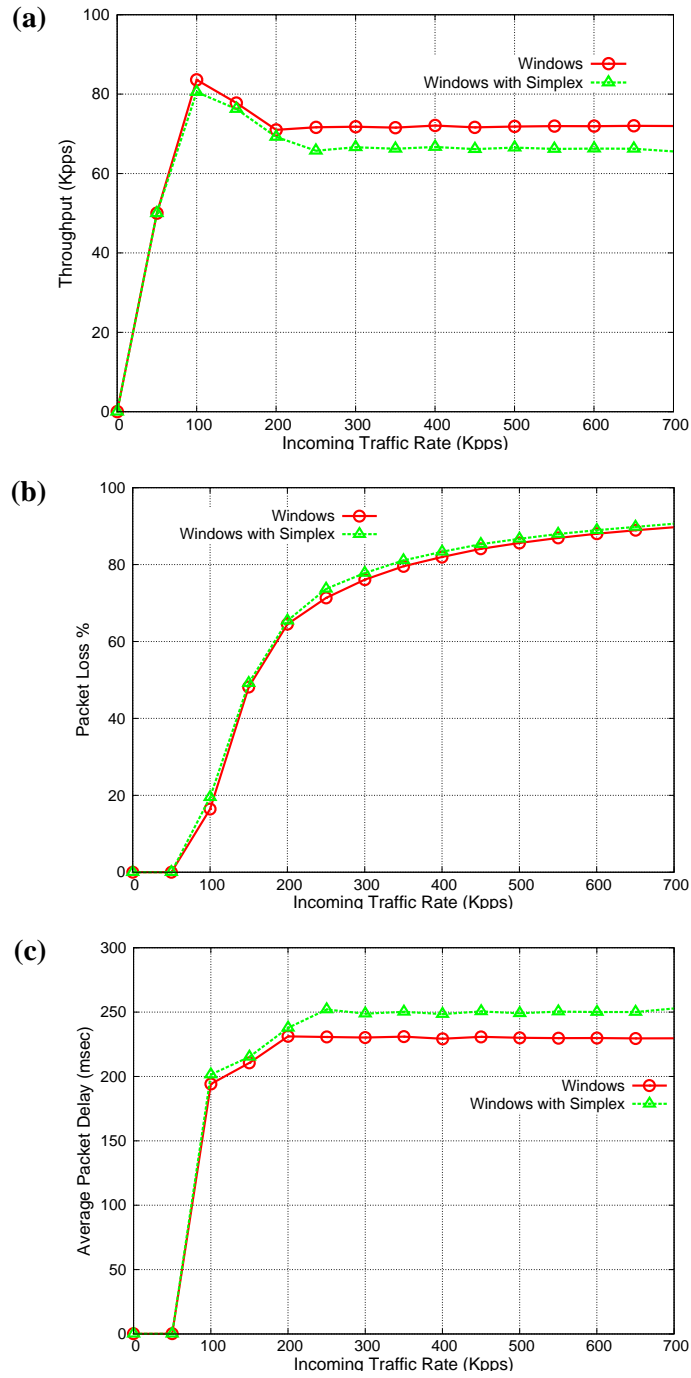 (a)
100
80
60
40
20
0
Throughput (Kpps)
Windows
Windows with Simplex
0 100 200 300 400 500 600 700
Incoming Traffic Rate (Kpps)
(b)
100
80
60
40
20
0
Packet Loss %
Windows
Windows with Simplex
0 100 200 300 400 500 600 700
Incoming Traffic Rate (Kpps)
(c)
300
250
200
150
100
50
0
Average Packet Delay (msec)
Windows
Windows with Simplex
0 100 200 300 400 500 600 700
Incoming Traffic Rate (Kpps)